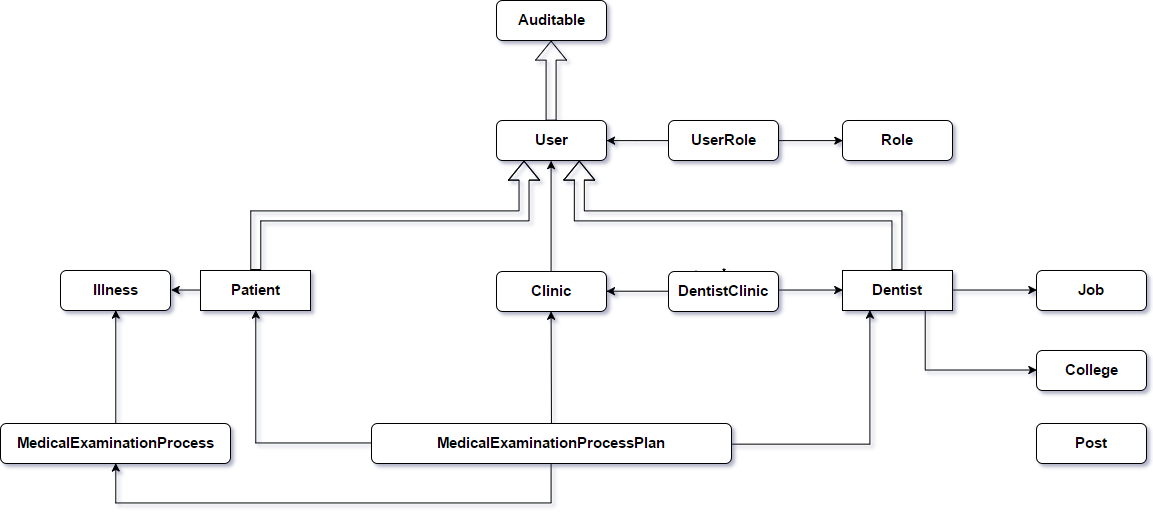 Auditable
User
UserRole
Role
Illness
Patient
Clinic
DentistClinic
Dentist
Job
College
MedicalExaminationProcess
MedicalExaminationProcessPlan
Post